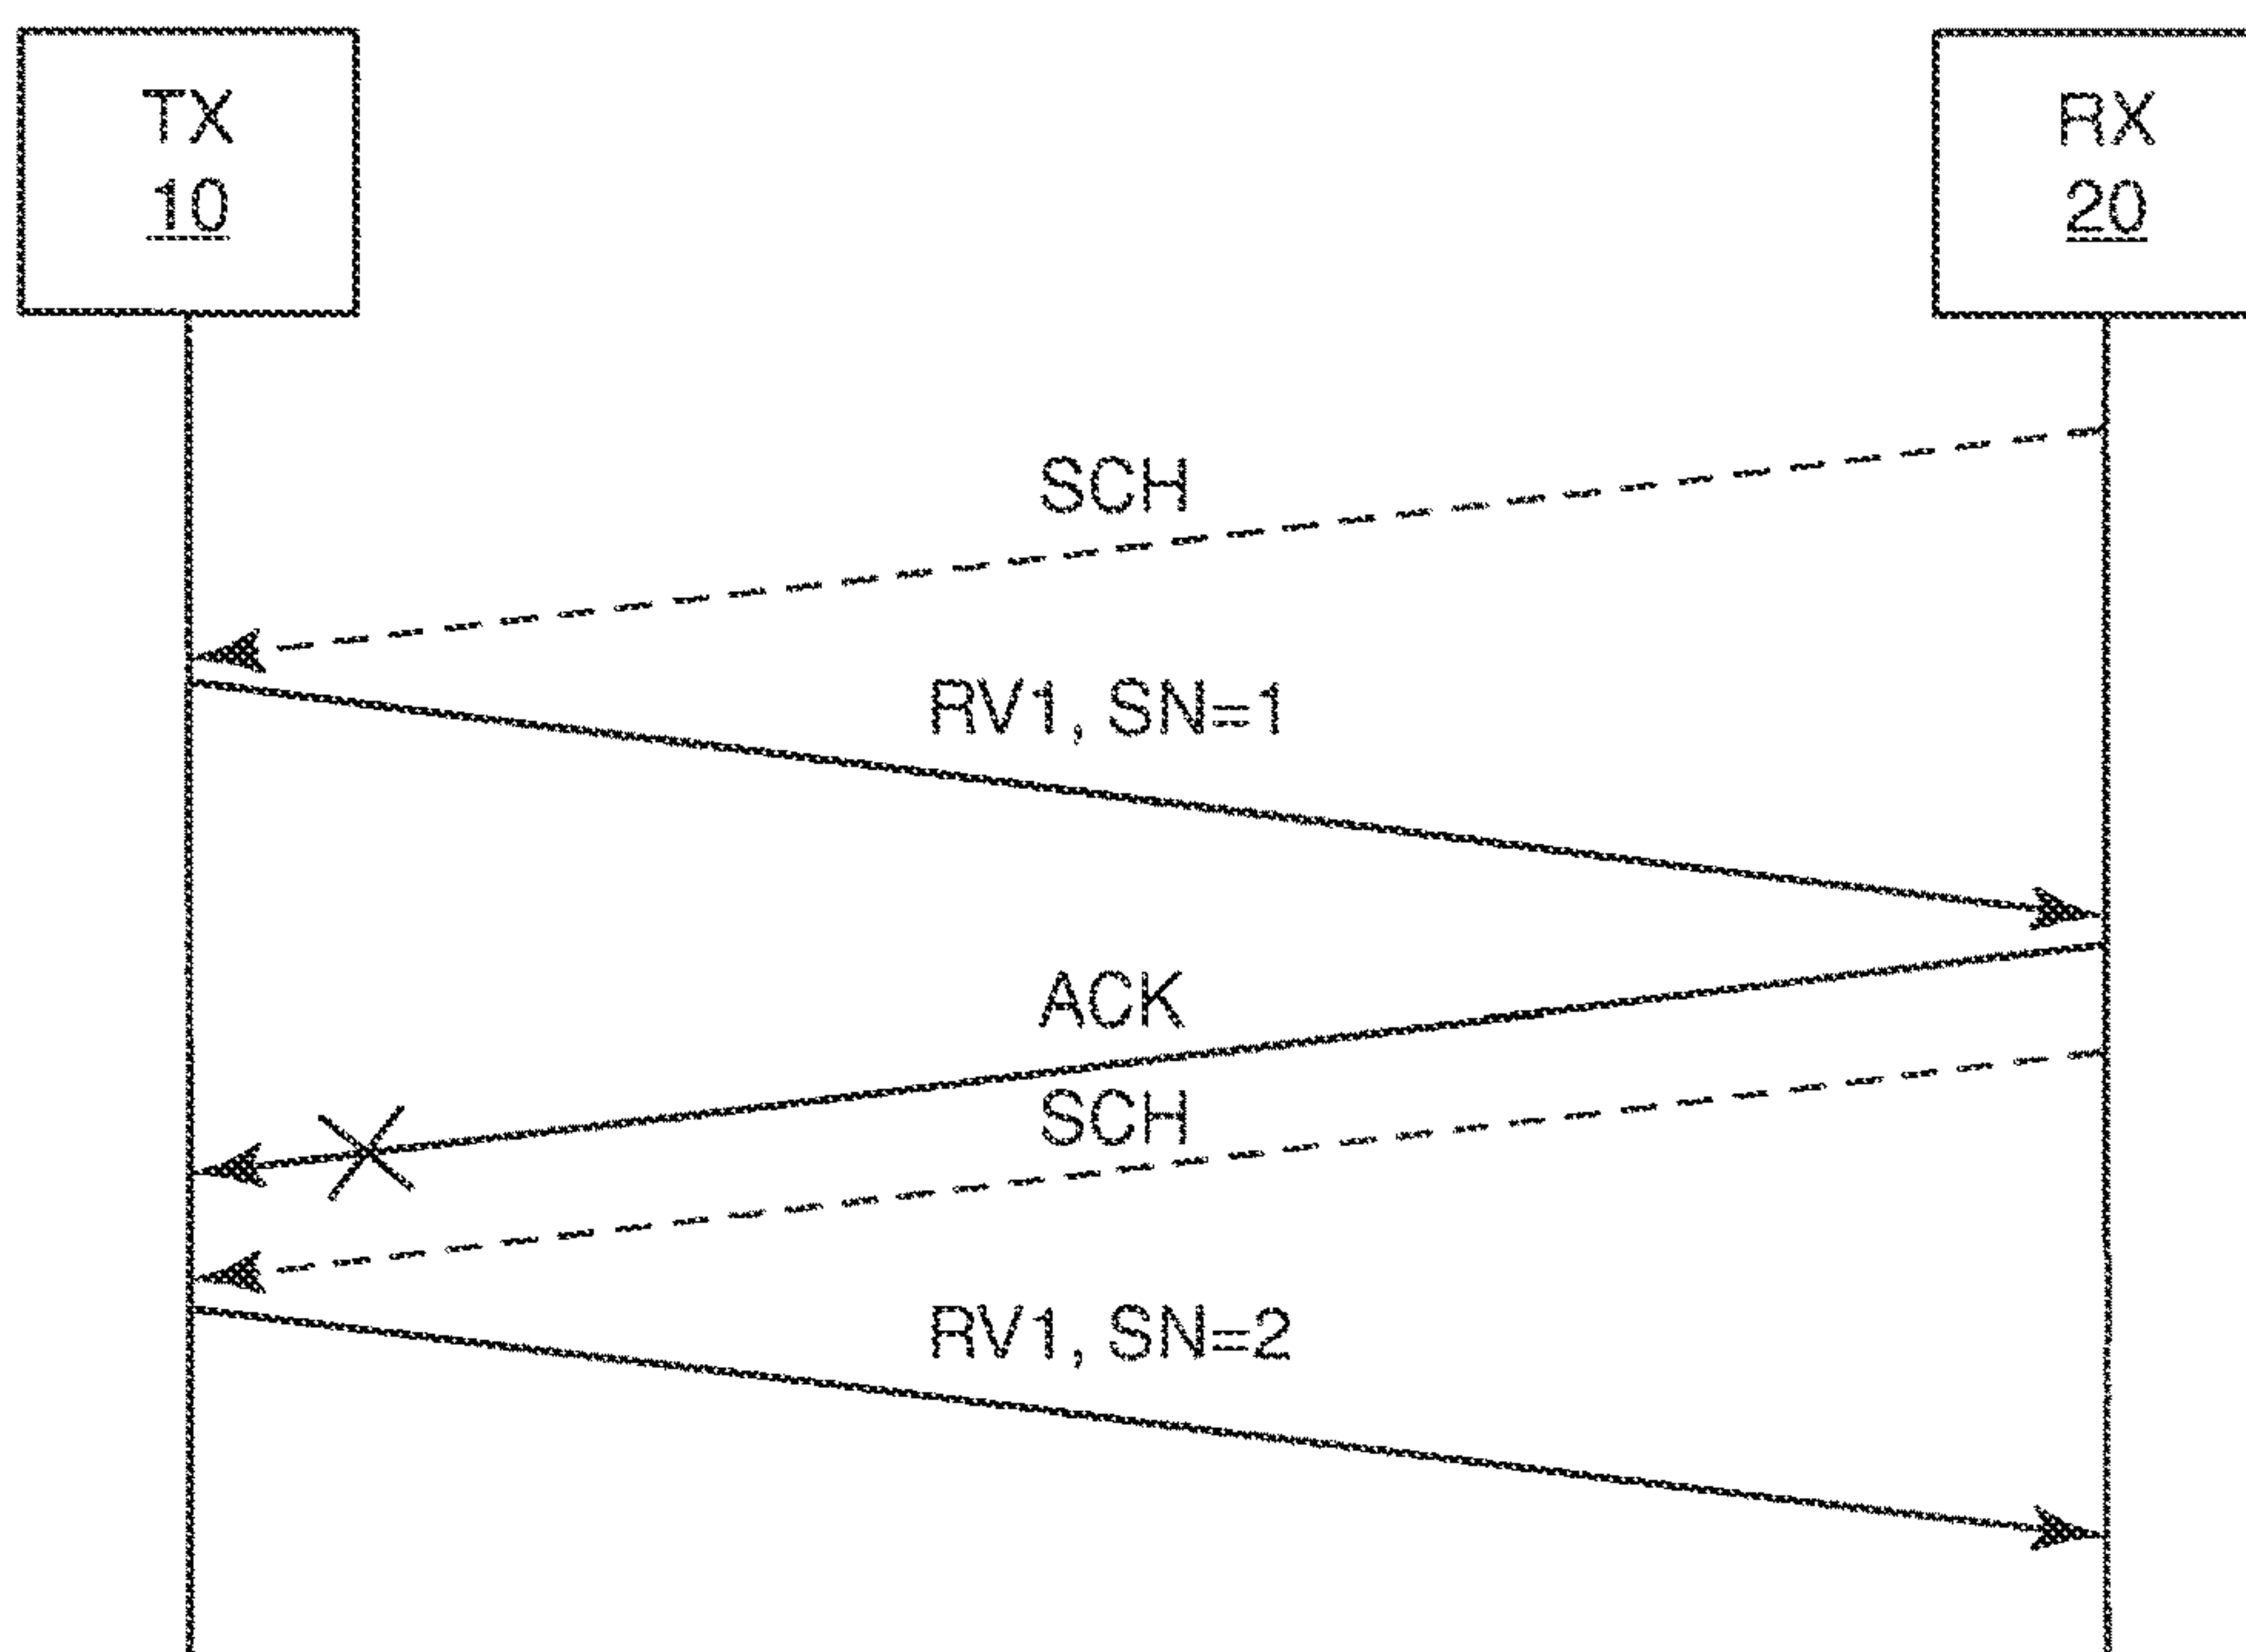 TX
10
RX
20
SCH
RV1, SN=1
ACK
SCH
RV1, SN=2